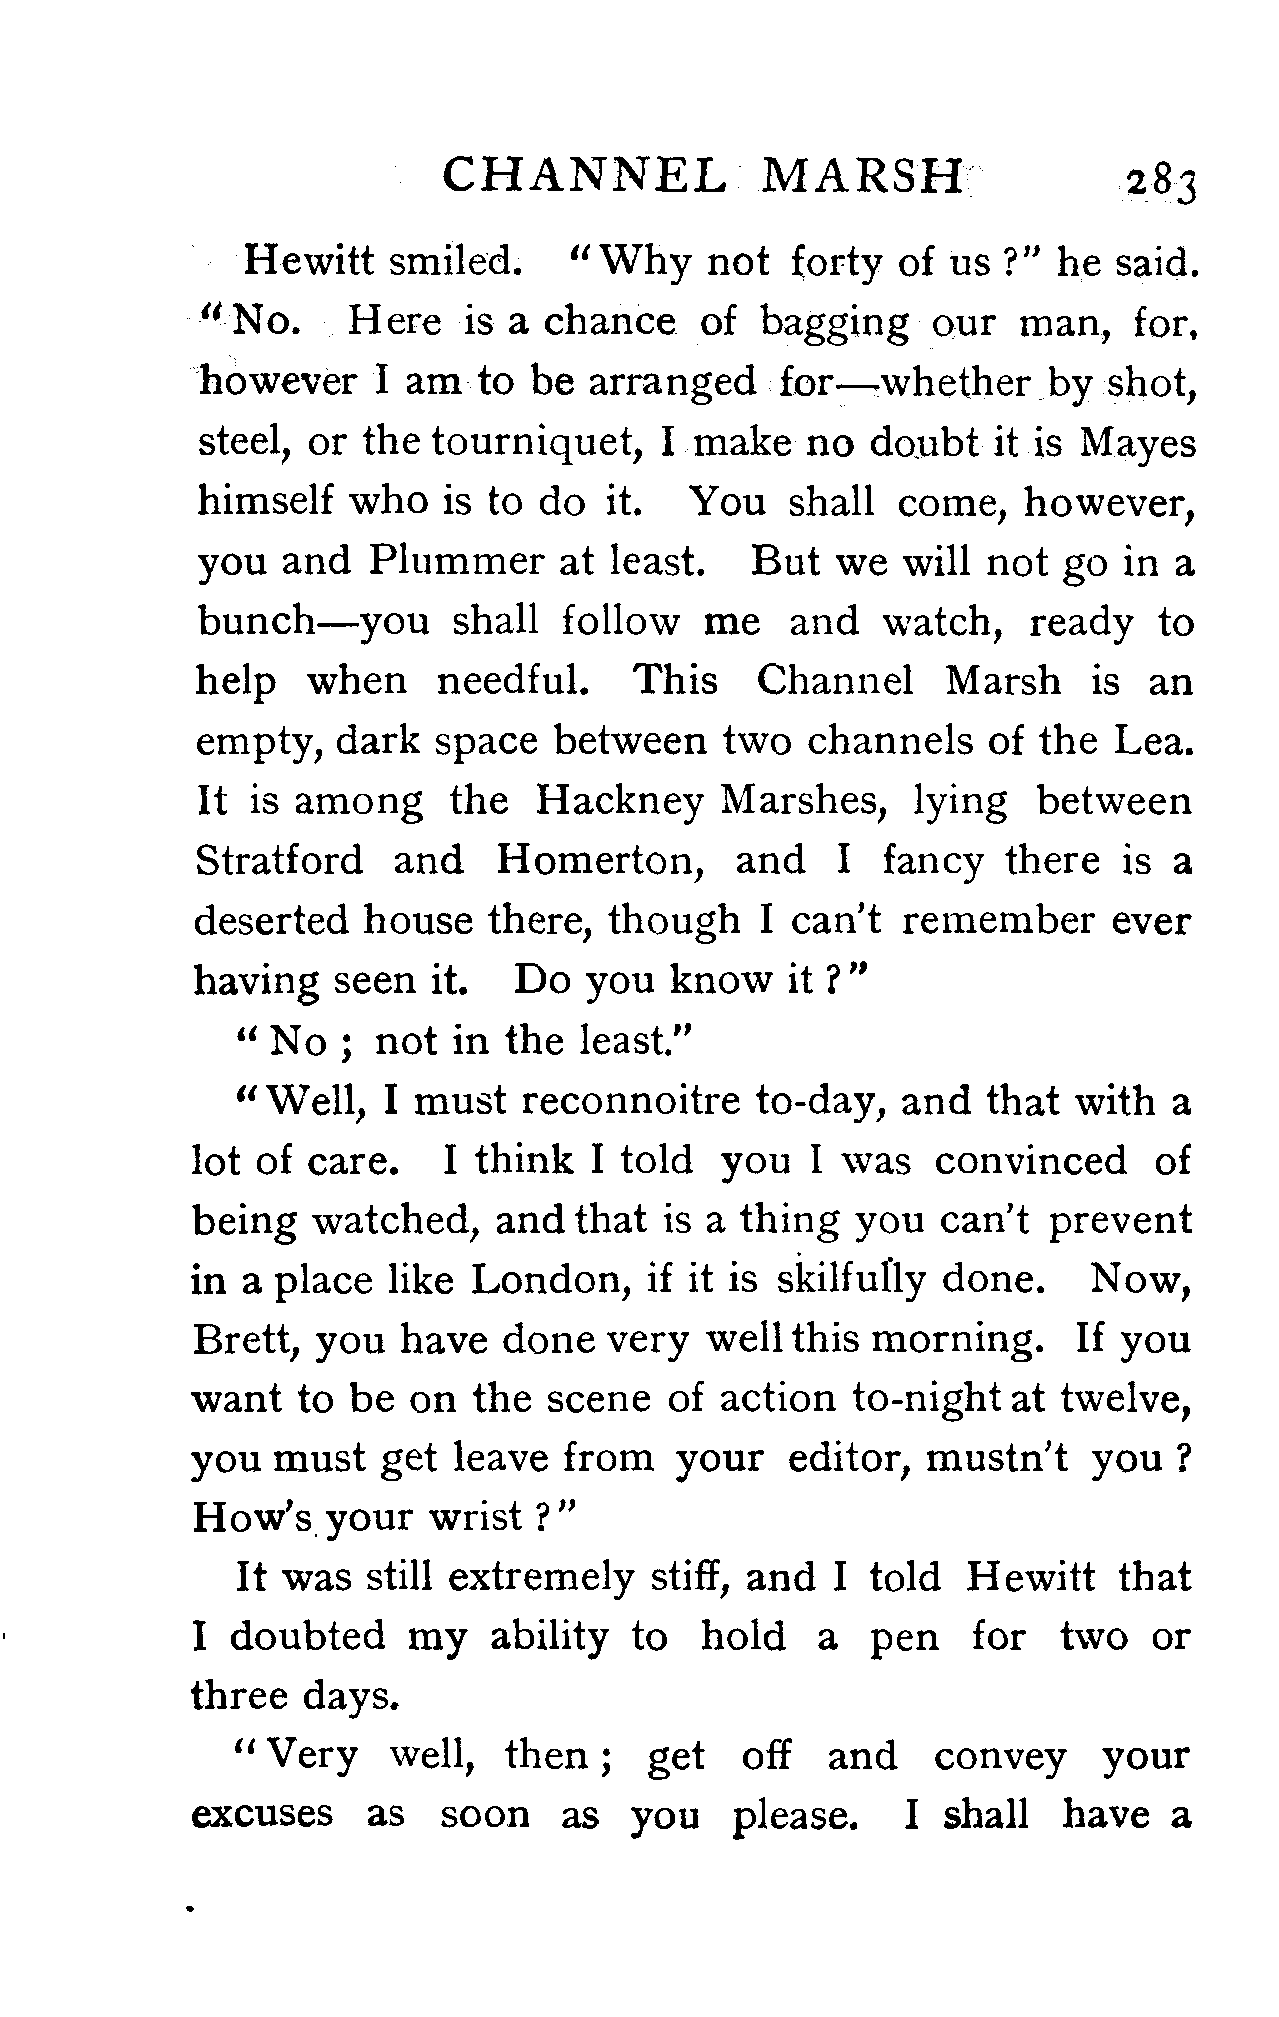 CHANNEL MARSH 283
Hewitt smiled. "Why not forty of us?" he said.
"No. Here is a chance of bagging our man, for,
however I am to be arranged for—whether by shot,
steel, or the tourniquet, I make no doubt it is Mayes
himself who is to do it. You shall come, however,
you and Plummer at least. But we will not go in a
bunch—you shall follow me and watch, ready to
help when needful. This Channel Marsh is an
empty, dark space between two channels of the Lea.
It is among the Hackney Marshes, lying between
Stratford and Homerton, and I fancy there is a
deserted house there, though I can't remember ever
having seen it. Do you know it?"
"No; not in the least."
"Well, I must reconnoitre to-day, and that with a
lot of care. I think I told you I was convinced of
being watched, and that is a thing you can't prevent
in a place like London, if it is skilfully done. Now,
Brett, you have done very well this morning. If you
want to be on the scene of action to-night at twelve,
you must get leave from your editor, mustn't you?
How's your wrist?"
It was still extremely stiff, and I told Hewitt that
I doubted my ability to hold a pen for two or
three days.
"Very well, then; get off and convey your
excuses as soon as you please. I shall have a